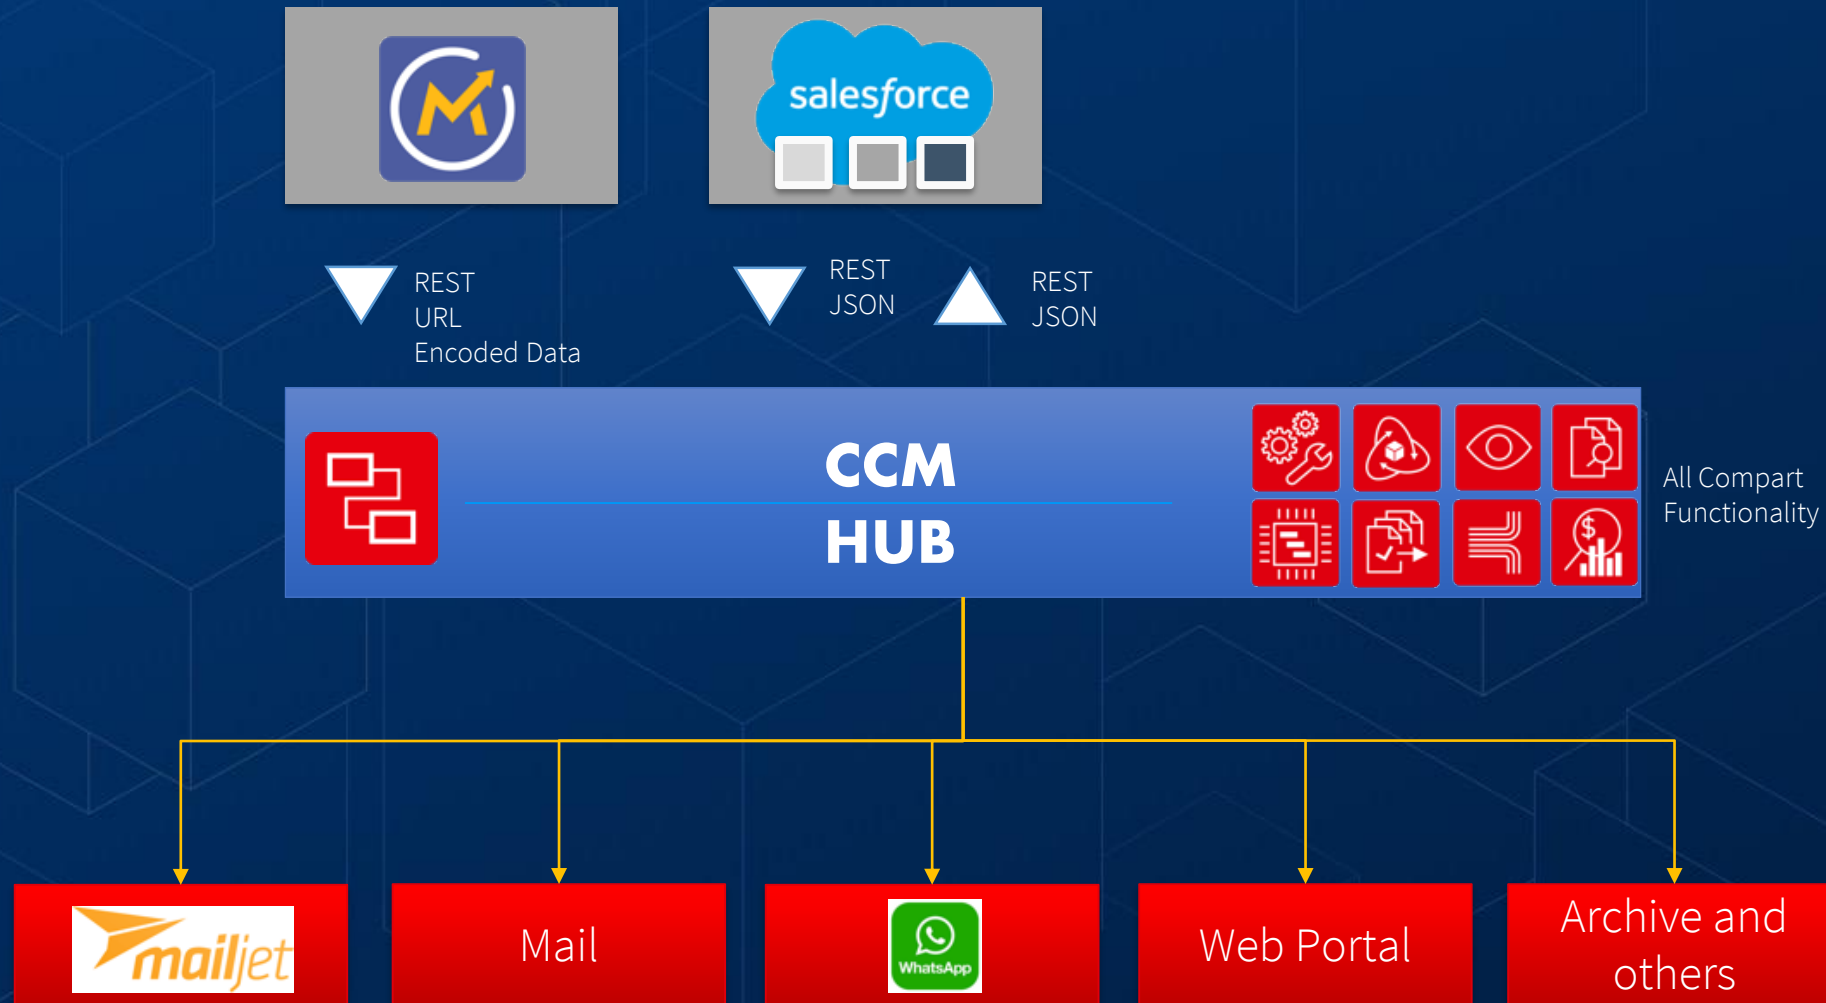 salesforce
REST
URL
Encoded Data
REST
JSON
REST
JSON
CCM
HUB
All Compart
Functionality
mailjet
Mail
WhatsApp
Web Portal
Archive and
others